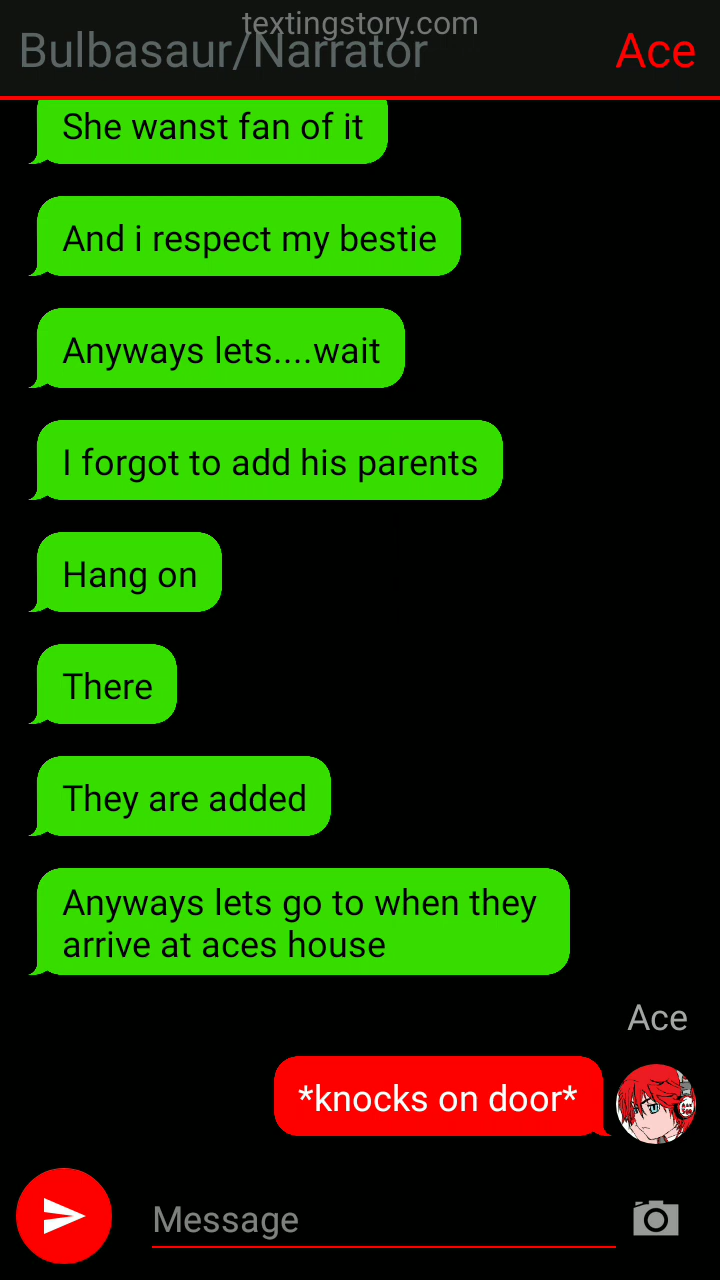 textingstory.com
Bulbasaur/Narrator
Ace
She wanst fan of it
And i respect my bestie
Anyways lets....wait
I forgot to add his parents
Hang on
There
They are added
Anyways lets go to when they
arrive at aces house
Ace
*knocks on door*
Message